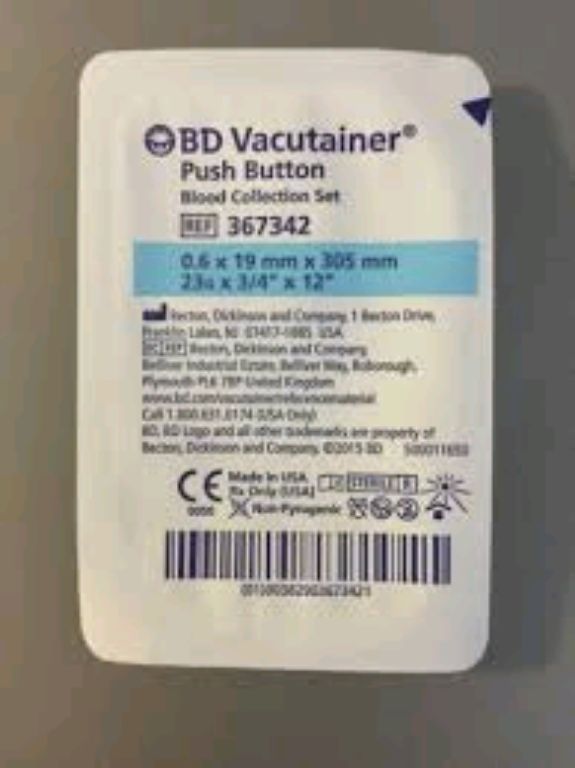 BD Vacutainer®
Push Button
Blood Collection Set
REF 367342
0.6 x 19 mm x 305 mm
23G x 3/4" x 12"
Becton, Dickinson and Company, 1 Becton Drive,
Franklin Lakes, NJ 07417-1885 USA
EC REP Becton, Dickinson and Company,
Belliver Industrial Estate, Belliver Way, Roborough,
Plymouth PL6 7BP United Kingdom
www.bd.com/vacutainer/referencematerial
Call 1.800.631.0174 (USA Only)
BD, BD Logo and all other trademarks are property of
Becton, Dickinson and Company. ©2015 BD
CE
Made in USA
STERILE R
Rx Only (USA)
Non-Pyrogenic